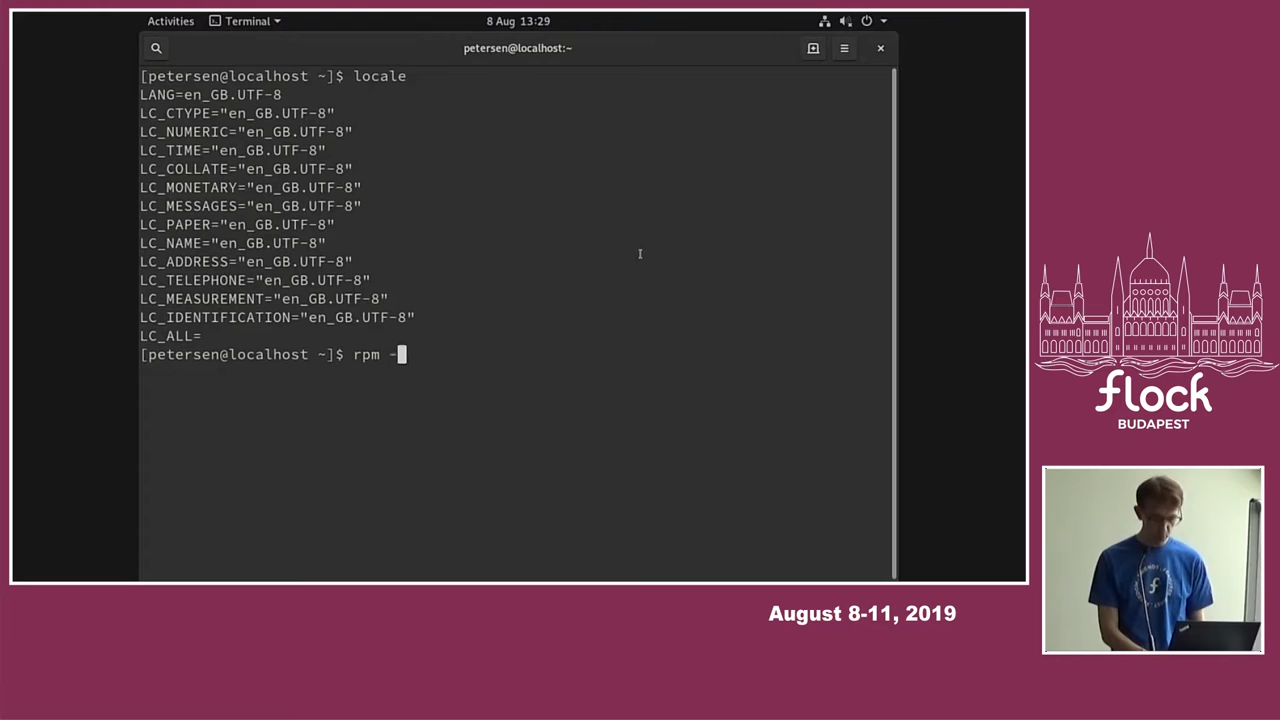 Activities Terminal 8 Aug 13:29
petersen@localhost:~
[petersen@localhost ~]$ locale
LANG=en_GB.UTF-8
LC_CTYPE="en_GB.UTF-8"
LC_NUMERIC="en_GB.UTF-8"
LC_TIME="en_GB.UTF-8"
LC_COLLATE="en_GB.UTF-8"
LC_MONETARY="en_GB.UTF-8"
LC_MESSAGES="en_GB.UTF-8"
LC_PAPER="en_GB.UTF-8"
LC_NAME="en_GB.UTF-8"
LC_ADDRESS="en_GB.UTF-8"
LC_TELEPHONE="en_GB.UTF-8"
LC_MEASUREMENT="en_GB.UTF-8"
LC_IDENTIFICATION="en_GB.UTF-8"
LC_ALL=
[petersen@localhost ~]$ rpm -
flock
BUDAPEST
August 8-11, 2019